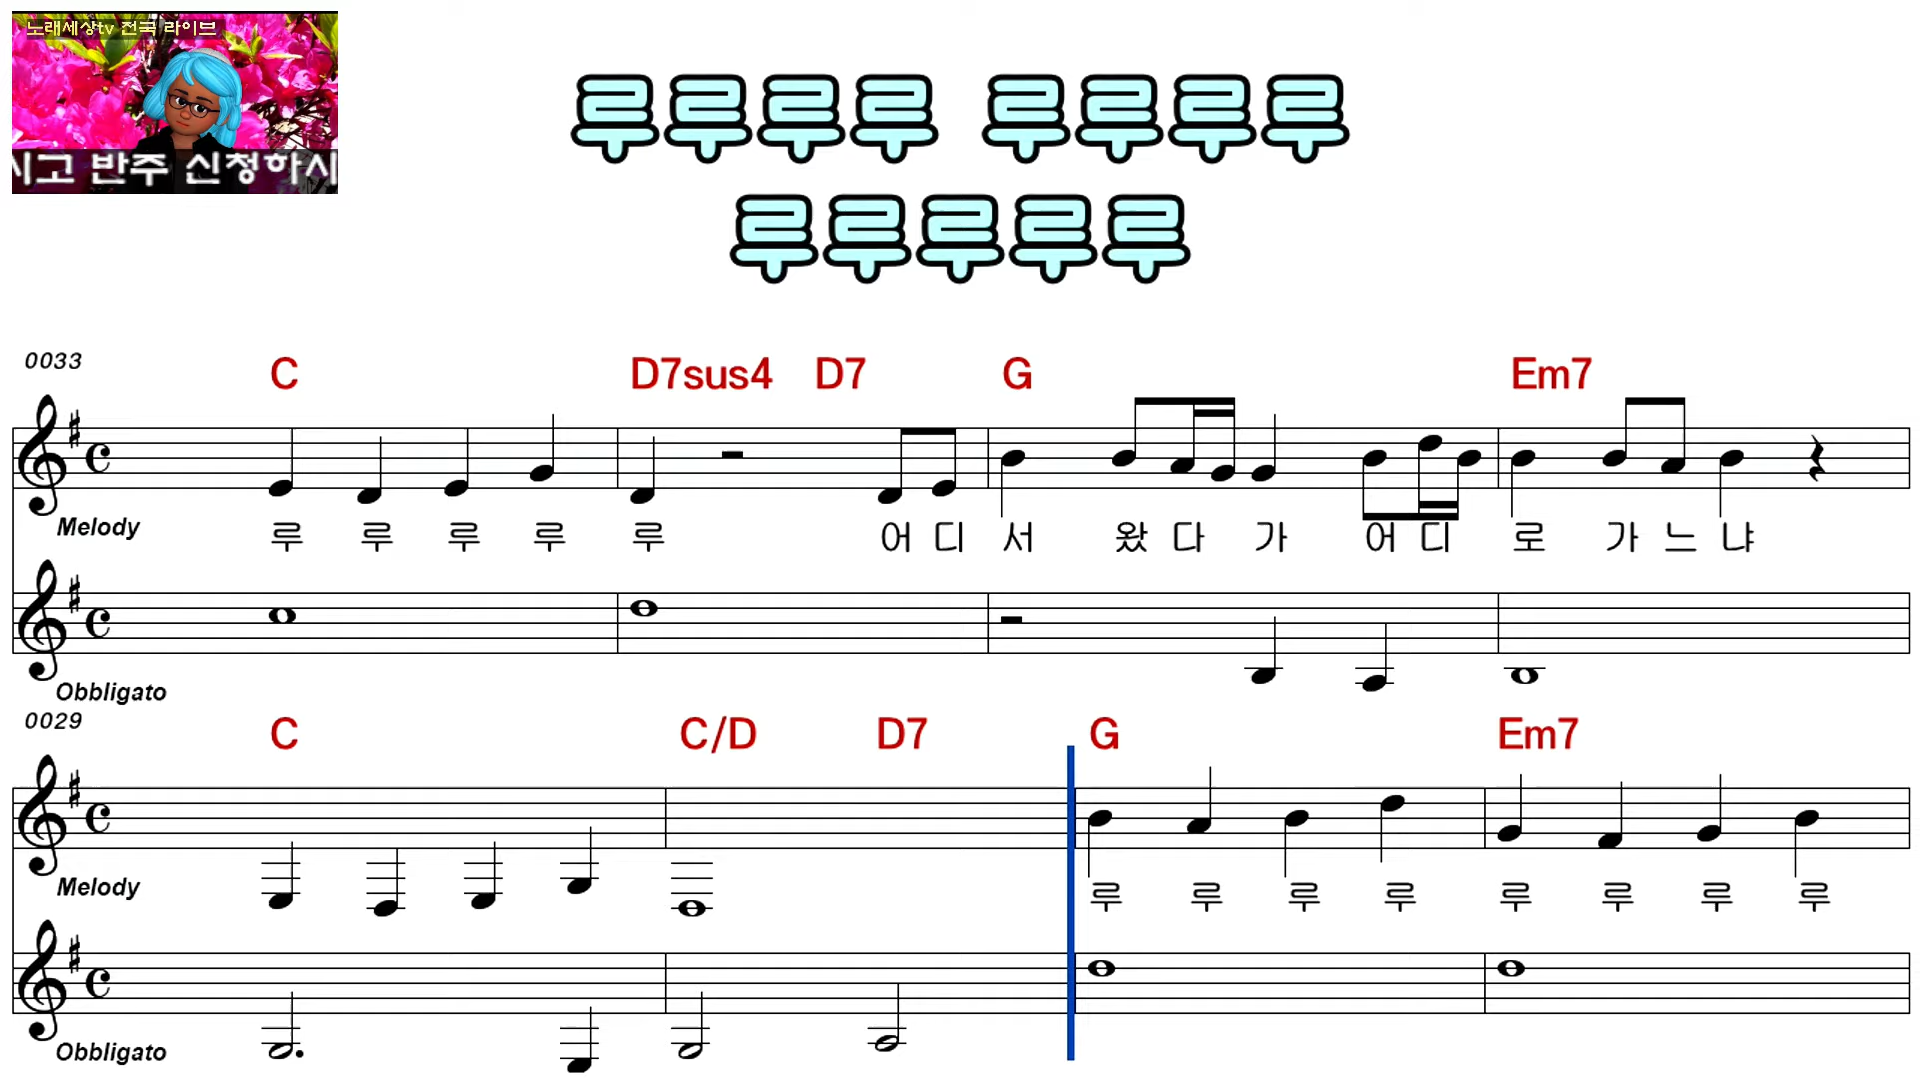 노래세상tv 전국 라이브
시고 반주 신청하시
루루루루 루루루루
루루루루루
0033
C D7sus4 D7 G Em7
Melody
루 루 루 루 루 어 디 서 왔 다 가 어 디 로 가 느 냐
Obbligato
0029
C C/D D7 G Em7
Melody
루 루 루 루 루 루 루 루
Obbligato